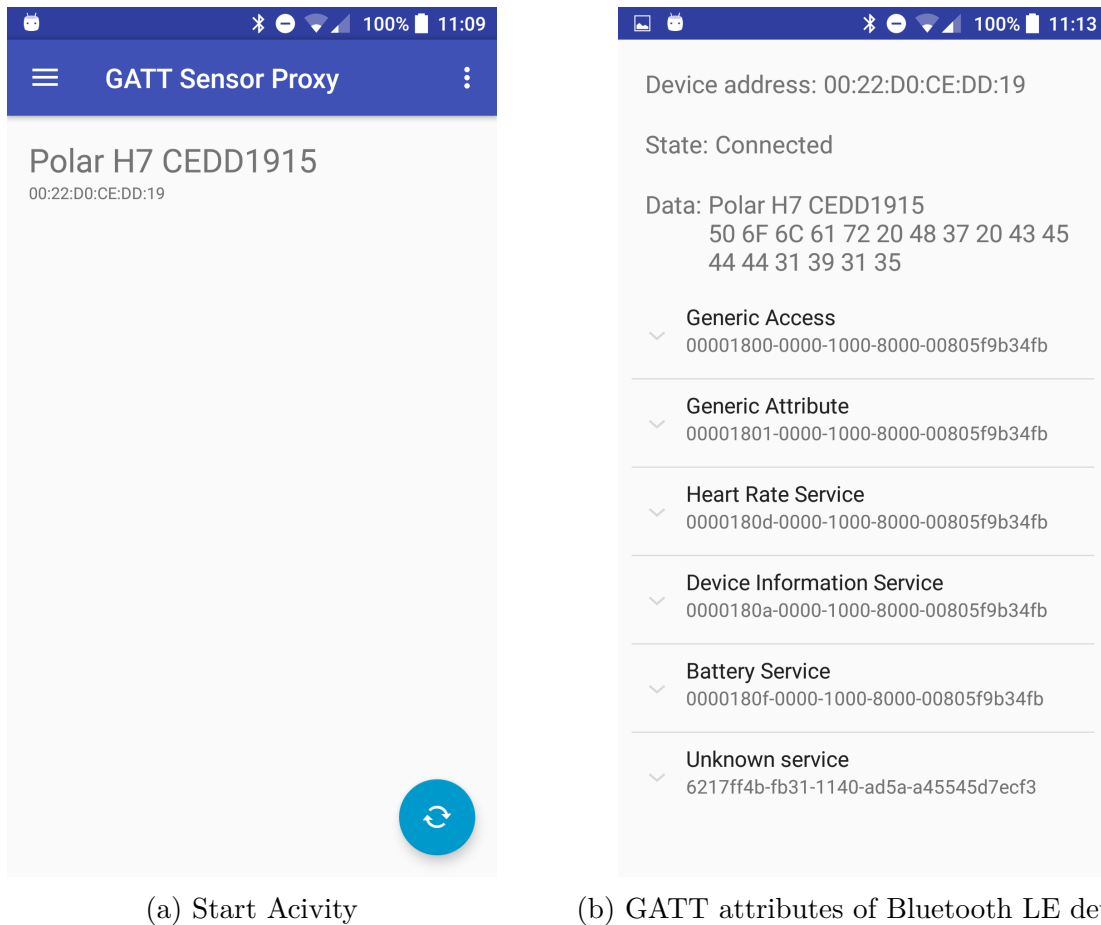 100% 11:09
GATT Sensor Proxy
Polar H7 CEDD1915
00:22:D0:CE:DD:19
(a) Start Acivity
100% 11:13
Device address: 00:22:D0:CE:DD:19
State: Connected
Data: Polar H7 CEDD1915
50 6F 6C 61 72 20 48 37 20 43 45
44 44 31 39 31 35
Generic Access
00001800-0000-1000-8000-00805f9b34fb
Generic Attribute
00001801-0000-1000-8000-00805f9b34fb
Heart Rate Service
0000180d-0000-1000-8000-00805f9b34fb
Device Information Service
0000180a-0000-1000-8000-00805f9b34fb
Battery Service
0000180f-0000-1000-8000-00805f9b34fb
Unknown service
6217ff4b-fb31-1140-ad5a-a45545d7ecf3
(b) GATT attributes of Bluetooth LE